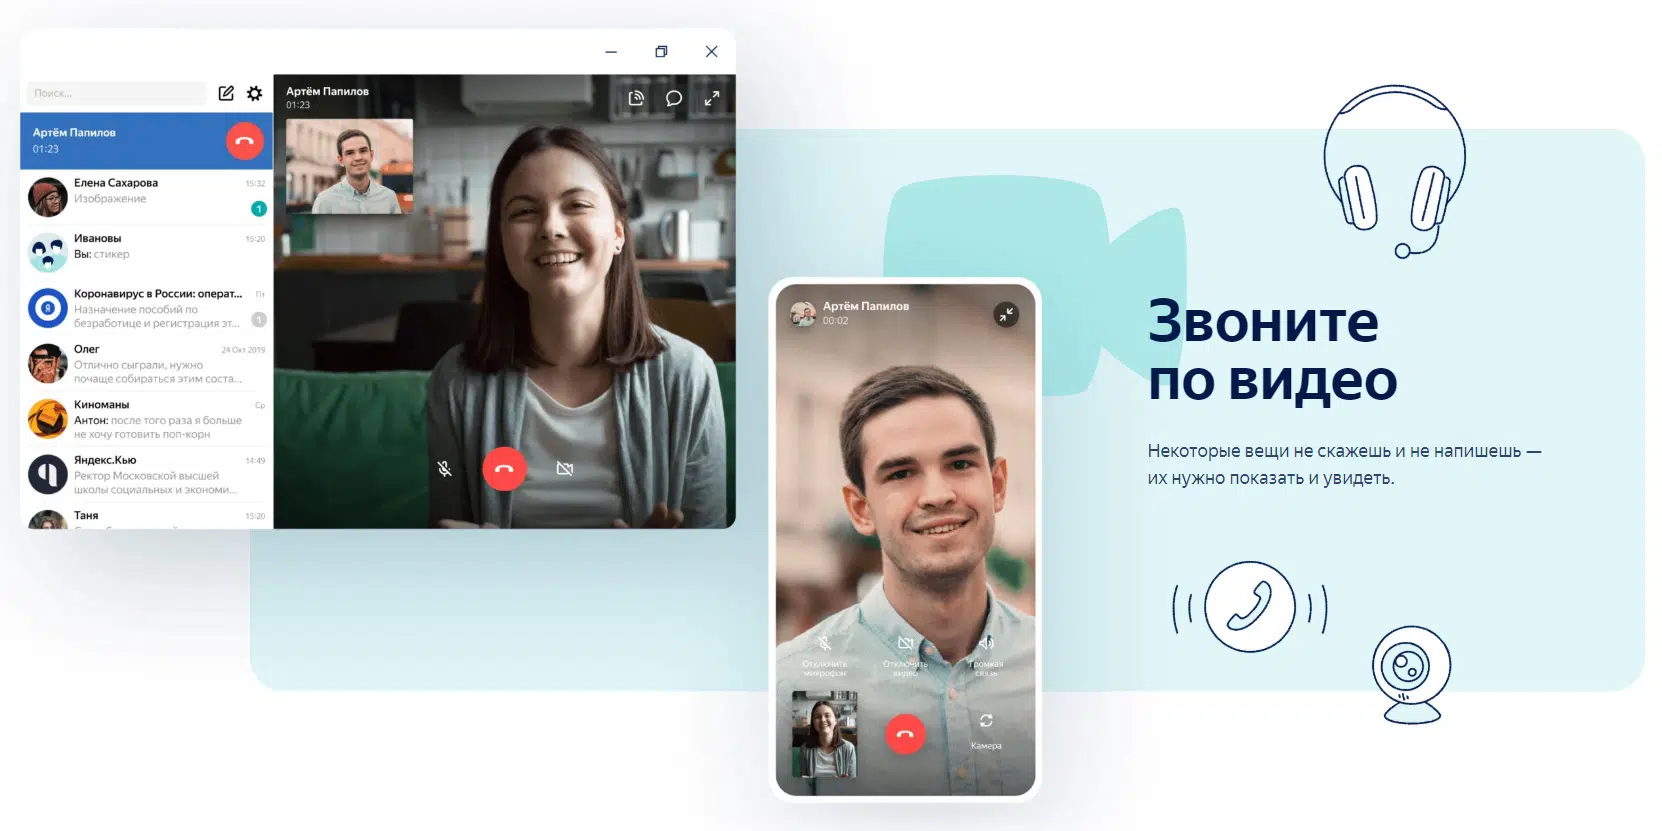 Поиск...
Артём Папилов
01:23
Елена Сахарова 15:32
Изображение
1
Ивановы 15:20
Вы: стикер
Коронавирус в России: операт... Пт
Назначение пособий по
безработице и регистрация эт...
1
Олег 24 Окт 2019
Отлично сыграли, нужно
почаще собираться этим соста...
Киноманы Ср
Антон: после того раза я больше
не хочу готовить поп-корн
Яндекс.Кью 14:49
Ректор Московской высшей
школы социальных и экономи...
Таня 15:20
Артём Папилов
01:23
Артём Папилов
00:02
Отключить
микрофон
Отключить
видео
Громкая
связь
Камера
Звоните
по видео
Некоторые вещи не скажешь и не напишешь —
их нужно показать и увидеть.